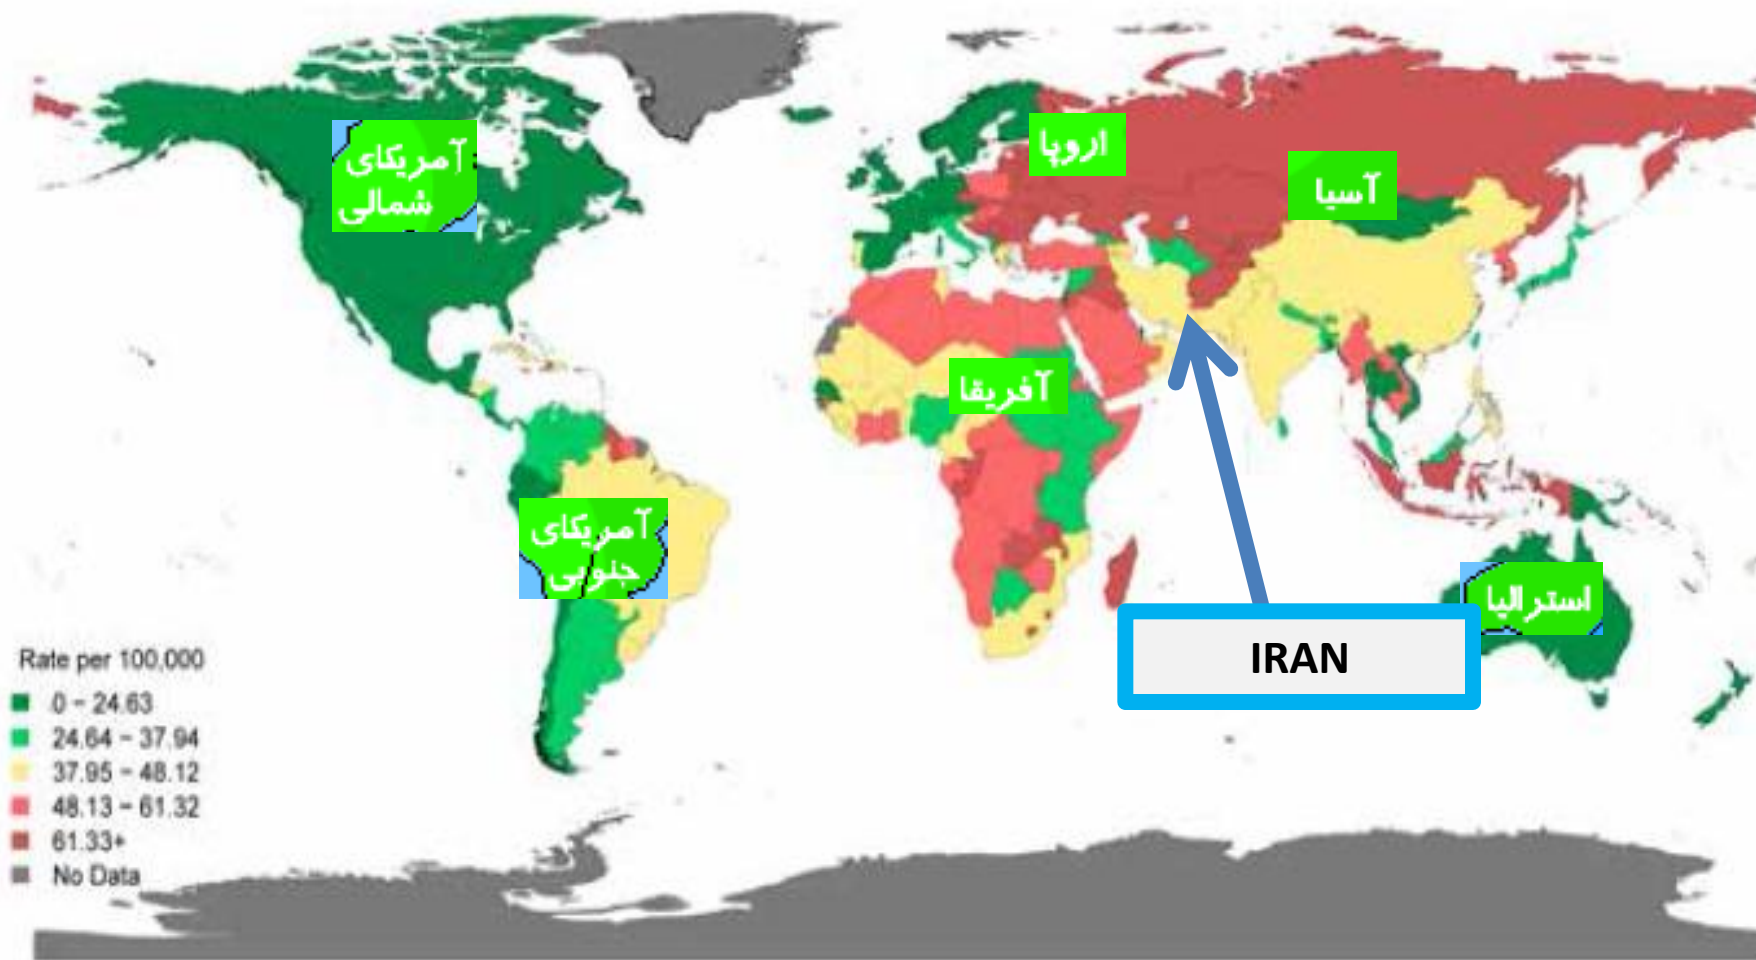 آمریکای
شمالی
اروپا
آسیا
آفریقا
آمریکای
جنوبی
استرالیا
IRAN
Rate per 100,000
0 - 24.63
24.64 - 37.94
37.95 - 48.12
48.13 - 61.32
61.33+
No Data